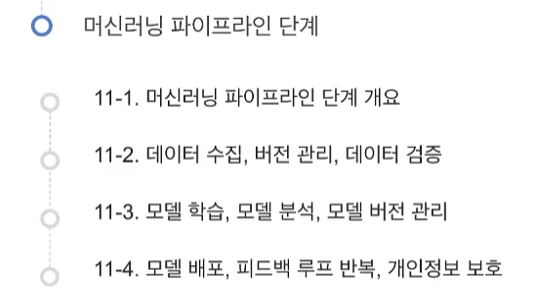 머신러닝 파이프라인 단계
11-1. 머신러닝 파이프라인 단계 개요
11-2. 데이터 수집, 버전 관리, 데이터 검증
11-3. 모델 학습, 모델 분석, 모델 버전 관리
11-4. 모델 배포, 피드백 루프 반복, 개인정보 보호